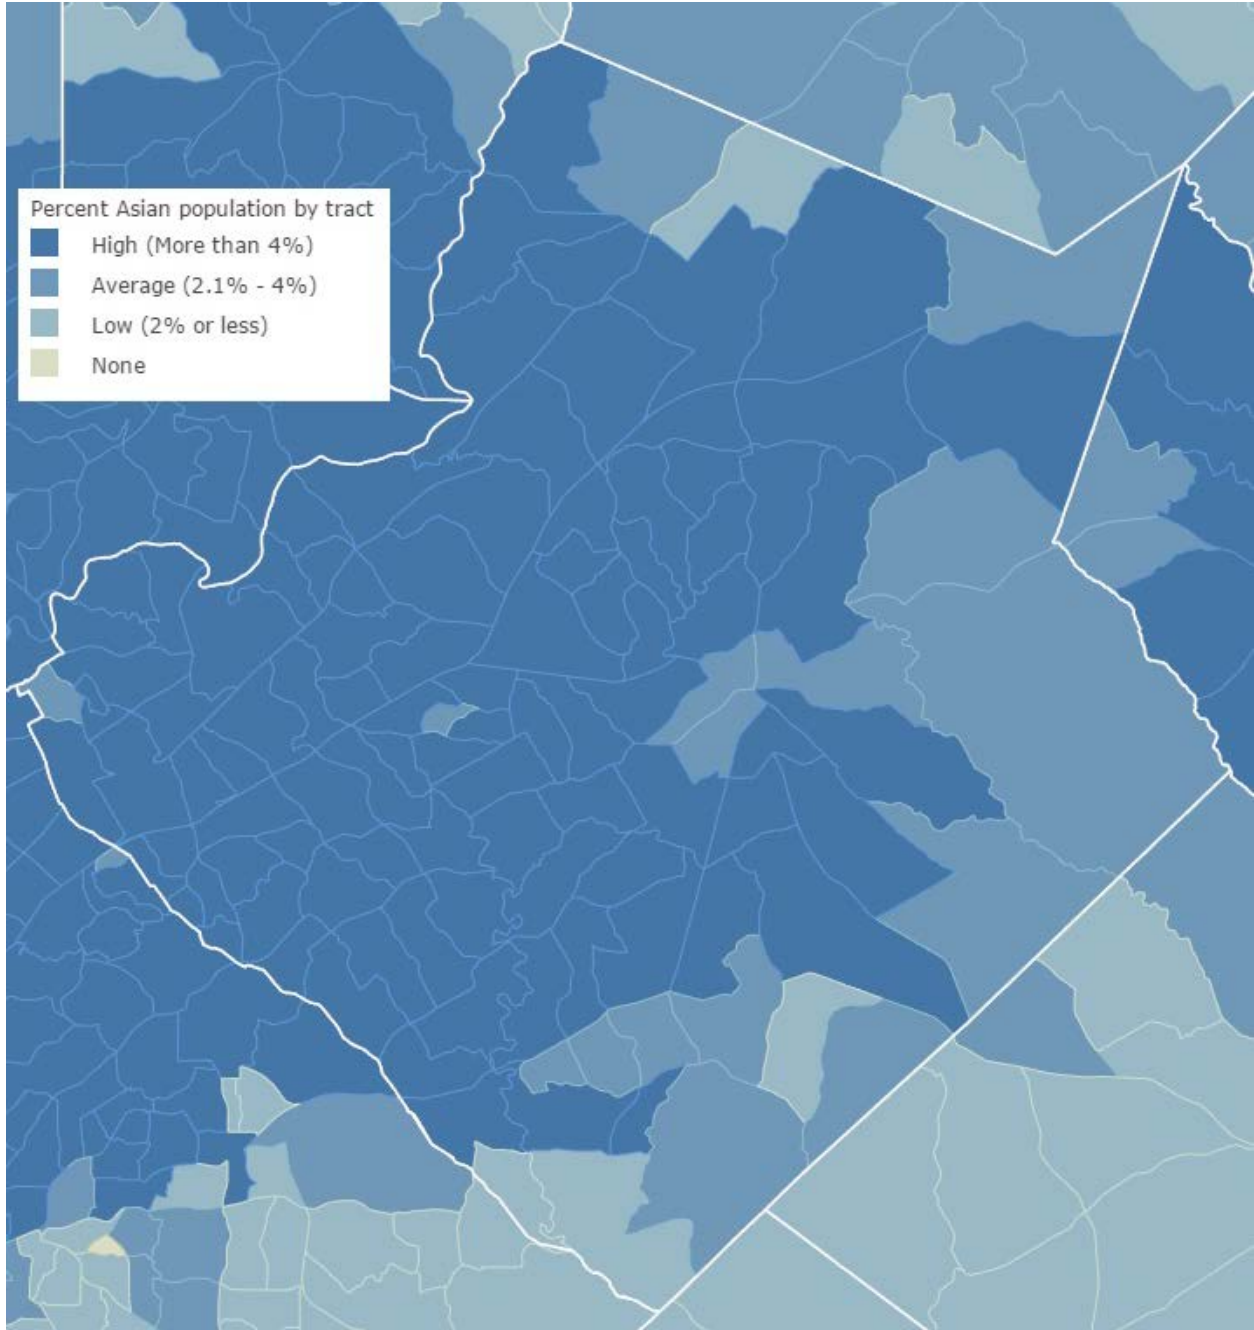 Percent Asian population by tract
High (More than 4%)
Average (2.1% - 4%)
Low (2% or less)
None